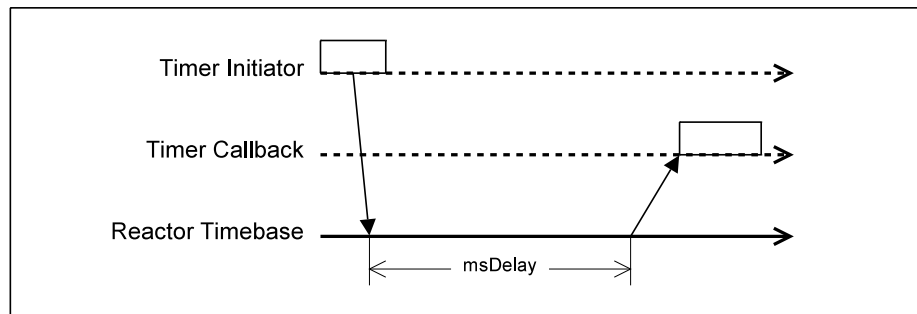 Timer Initiator
Timer Callback
Reactor Timebase
msDelay